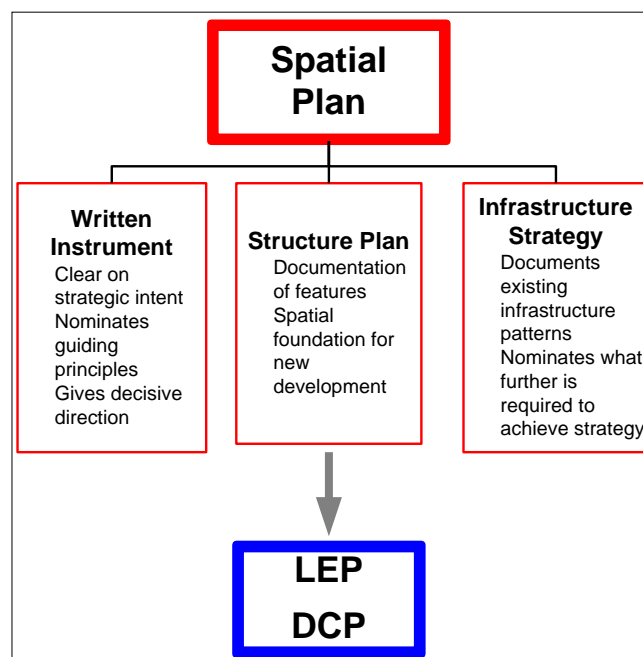 Spatial
Plan
Written
Instrument
Clear on
strategic intent
Nominates
guiding
principles
Gives decisive
direction
Structure Plan
Documentation
of features
Spatial
foundation for
new
development
Infrastructure
Strategy
Documents
existing
infrastructure
patterns
Nominates what
further is
required to
achieve strategy
LEP
DCP